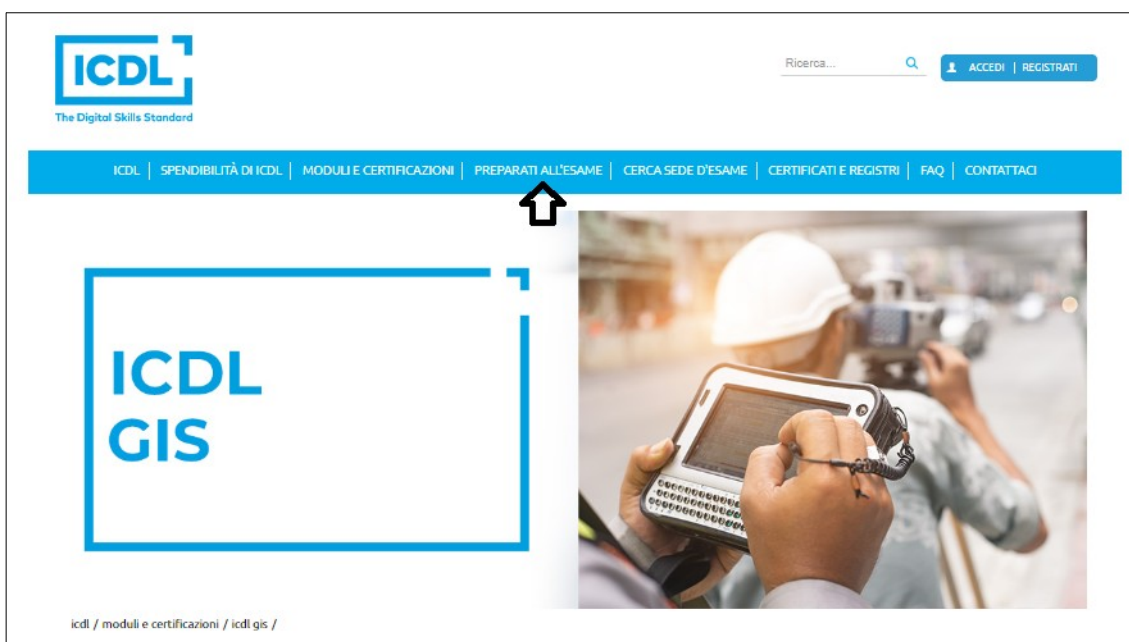 ICDL
The Digital Skills Standard
Ricerca...
ACCEDI | REGISTRATI
ICDL | SPENDIBILITÀ DI ICDL | MODULI E CERTIFICAZIONI | PREPARATI ALL'ESAME | CERCA SEDE D'ESAME | CERTIFICATI E REGISTRI | FAQ | CONTATTACI
ICDL
GIS
icdl / moduli e certificazioni / icdl gis /